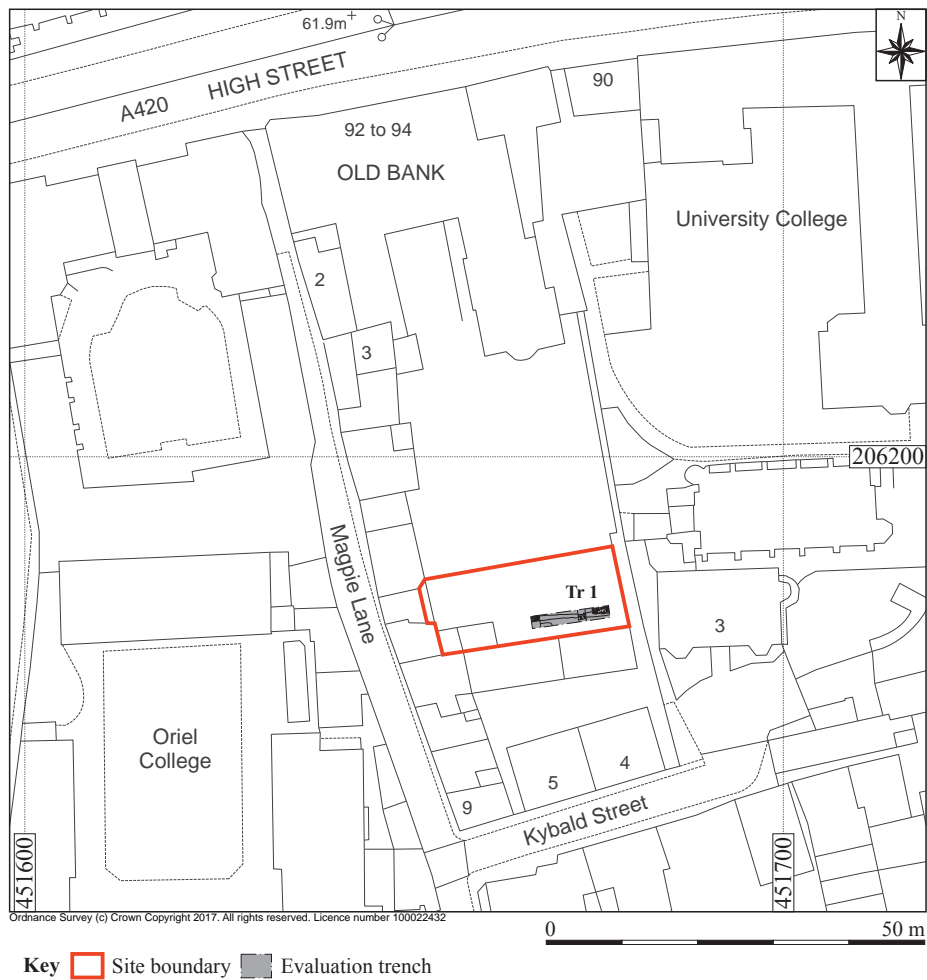 61.9m
N
A420 HIGH STREET
90
92 to 94
OLD BANK
University College
2
3
206200
Magpie Lane
Tr 1
3
Oriel
College
5
4
9
Kybald Street
451600
451700
Ordnance Survey (c) Crown Copyright 2017. All rights reserved. Licence number 100022432
0
50 m
Key Site boundary Evaluation trench